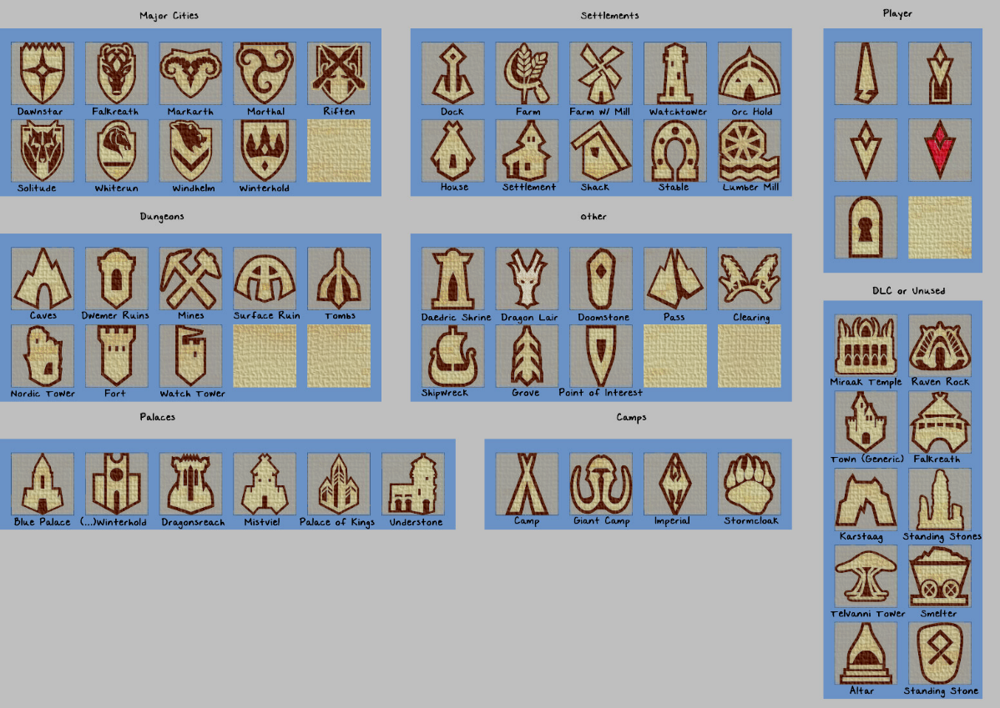 Major Cities
Dawnstar Falkreath Markarth Morthal Riften
Solitude Whiterun Windhelm Winterhold
Settlements
Dock Farm Farm w/ Mill Watchtower Orc Hold
House Settlement Shack Stable Lumber Mill
Player
Dungeons
Caves Dwemer Ruins Mines Surface Ruin Tombs
Nordic Tower Fort Watch Tower
Other
Daedric Shrine Dragon Lair Doomstone Pass Clearing
Shipwreck Grove Point of Interest
DLC or Unused
Miraak Temple Raven Rock
Town (Generic) Falkreath
Karstaag Standing Stones
Telvanni Tower Smelter
Altar Standing Stone
Palaces
Blue Palace (...)Winterhold Dragonsreach Mistviel Palace of Kings Understone
Camps
Camp Giant Camp Imperial Stormcloak